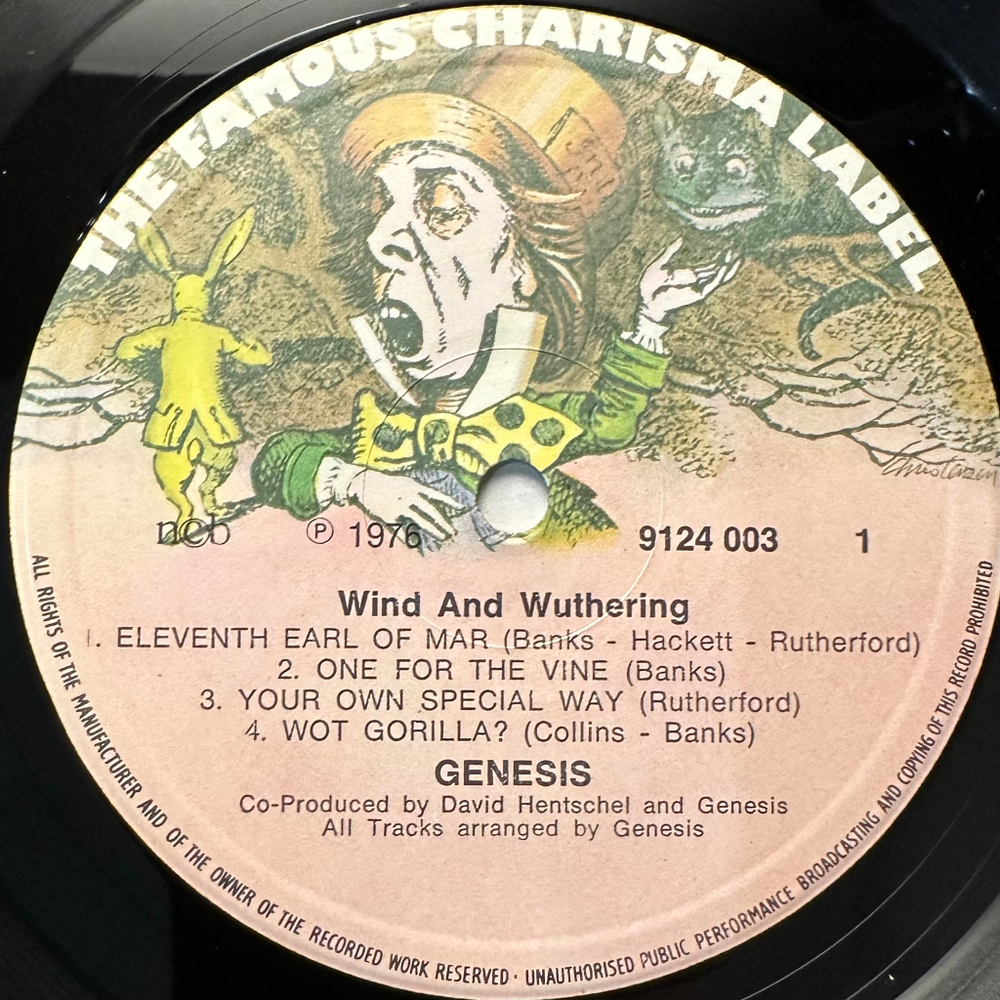 THE FAMOUS CHARISMA LABEL
Christazin
ncb ℗ 1976 9124 003 1
Wind And Wuthering
1. ELEVENTH EARL OF MAR (Banks - Hackett - Rutherford)
2. ONE FOR THE VINE (Banks)
3. YOUR OWN SPECIAL WAY (Rutherford)
4. WOT GORILLA? (Collins - Banks)
GENESIS
Co-Produced by David Hentschel and Genesis
All Tracks arranged by Genesis
ALL RIGHTS OF THE MANUFACTURER AND OF THE OWNER OF THE RECORDED WORK RESERVED · UNAUTHORISED PUBLIC PERFORMANCE BROADCASTING AND COPYING OF THIS RECORD PROHIBITED